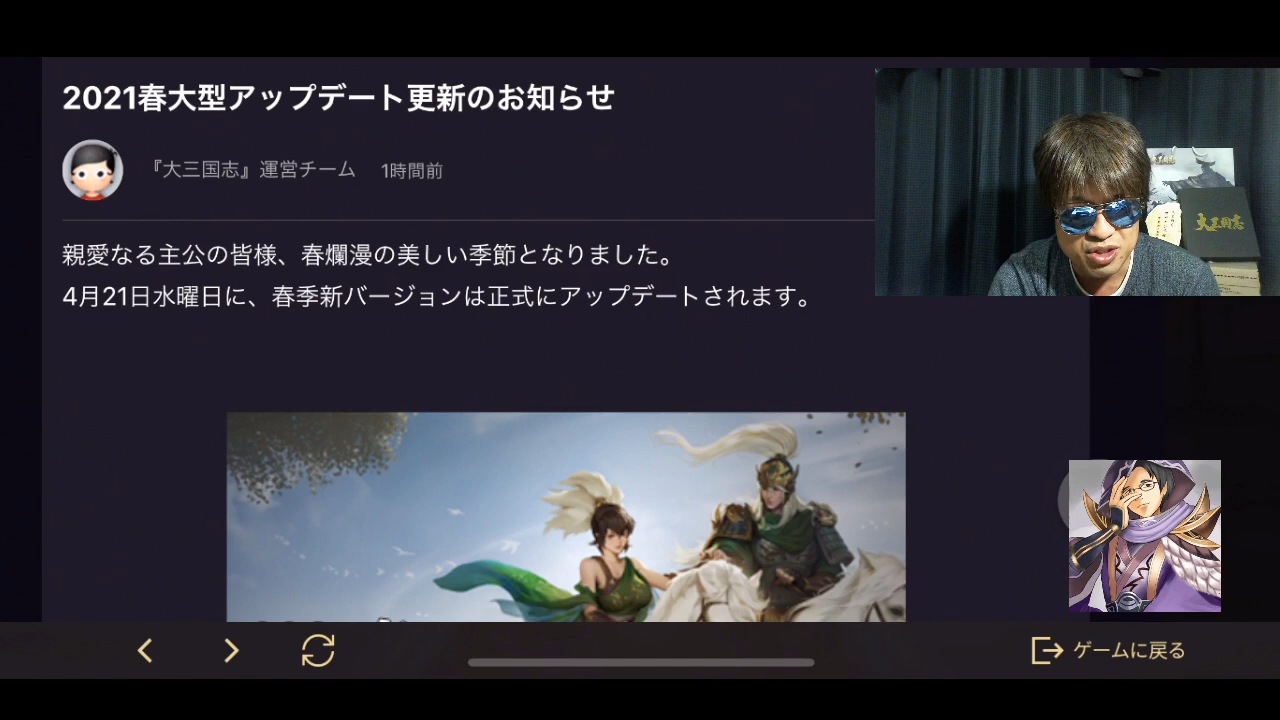 2021春大型アップデート更新のお知らせ
『大三国志』運営チーム 1時間前
親愛なる主公の皆様、春爛漫の美しい季節となりました。
4月21日水曜日に、春季新バージョンは正式にアップデートされます。
大三国志
ゲームに戻る